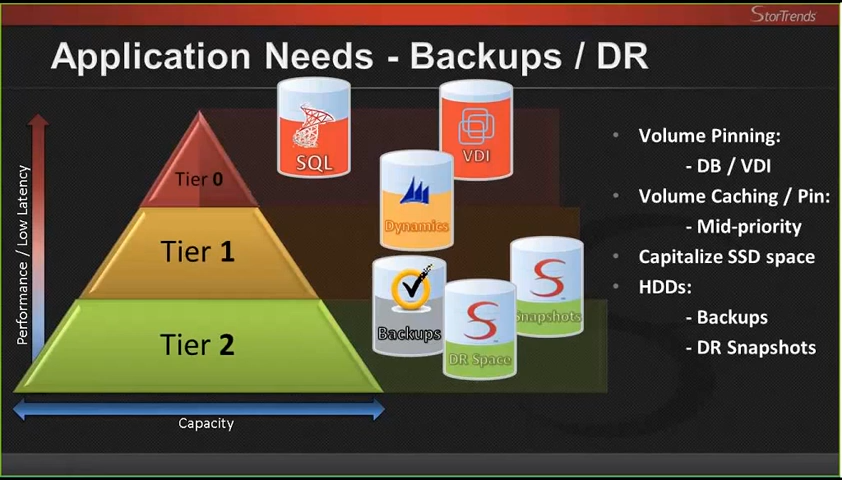 StorTrends
Application Needs - Backups / DR
SQL
VDI
Dynamics
Backups
Snapshots
DR Space
Tier 0
Tier 1
Tier 2
Performance / Low Latency
Capacity
• Volume Pinning:
- DB / VDI
• Volume Caching / Pin:
- Mid-priority
• Capitalize SSD space
• HDDs:
- Backups
- DR Snapshots